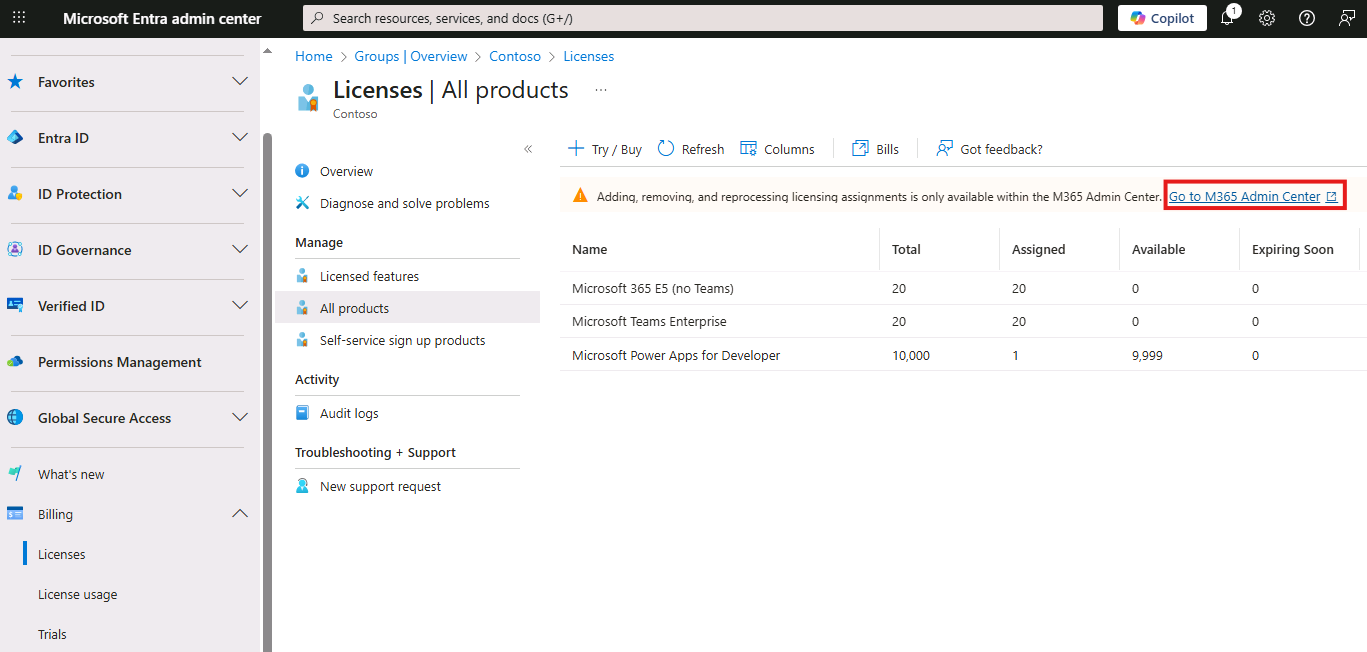 Microsoft Entra admin center
Search resources, services, and docs (G+/)
Copilot
1
Favorites
Entra ID
ID Protection
ID Governance
Verified ID
Permissions Management
Global Secure Access
What's new
Billing
Licenses
License usage
Trials
Home > Groups | Overview > Contoso > Licenses
Licenses | All products ...
Contoso
«
Overview
Diagnose and solve problems
Manage
Licensed features
All products
Self-service sign up products
Activity
Audit logs
Troubleshooting + Support
New support request
Try / Buy Refresh Columns Bills Got feedback?
Adding, removing, and reprocessing licensing assignments is only available within the M365 Admin Center. Go to M365 Admin Center
Name Total Assigned Available Expiring Soon
Microsoft 365 E5 (no Teams) 20 20 0 0
Microsoft Teams Enterprise 20 20 0 0
Microsoft Power Apps for Developer 10,000 1 9,999 0